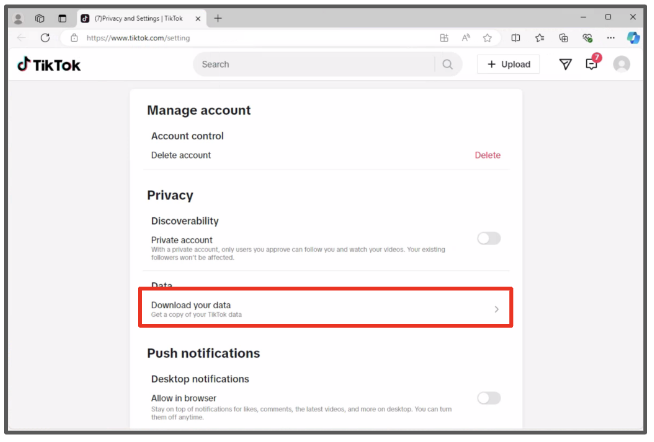 (7)Privacy and Settings | TikTok
https://www.tiktok.com/setting
TikTok
Search
+ Upload
7
Manage account
Account control
Delete account
Delete
Privacy
Discoverability
Private account
With a private account, only users you approve can follow you and watch your videos. Your existing
followers won't be affected.
Data
Download your data
Get a copy of your TikTok data
Push notifications
Desktop notifications
Allow in browser
Stay on top of notifications for likes, comments, the latest videos, and more on desktop. You can turn
them off anytime.